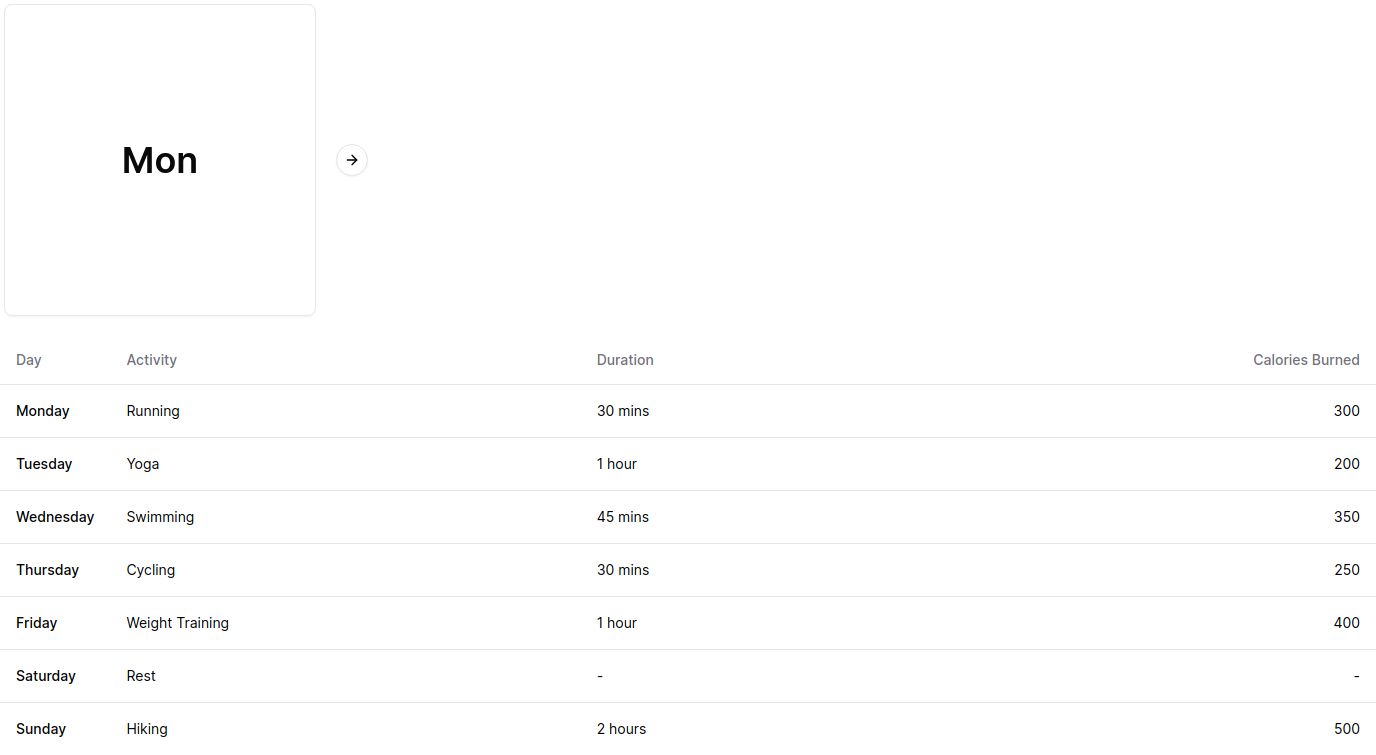 Mon
Day Activity Duration Calories Burned
Monday Running 30 mins 300
Tuesday Yoga 1 hour 200
Wednesday Swimming 45 mins 350
Thursday Cycling 30 mins 250
Friday Weight Training 1 hour 400
Saturday Rest - -
Sunday Hiking 2 hours 500